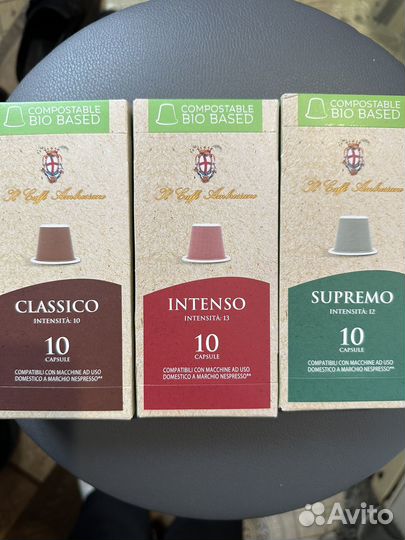 COMPOSTABLE
BIO BASED
Il Caffè Ambrosiano
CLASSICO
INTENSITÀ: 10
10
CAPSULE
COMPATIBILI CON MACCHINE AD USO
DOMESTICO A MARCHIO NESPRESSO**
COMPOSTABLE
BIO BASED
Il Caffè Ambrosiano
INTENSO
INTENSITÀ: 13
10
CAPSULE
COMPATIBILI CON MACCHINE AD USO
DOMESTICO A MARCHIO NESPRESSO**
COMPOSTABLE
BIO BASED
Il Caffè Ambrosiano
SUPREMO
INTENSITÀ: 12
10
CAPSULE
COMPATIBILI CON MACCHINE AD USO
DOMESTICO A MARCHIO NESPRESSO**
Avito